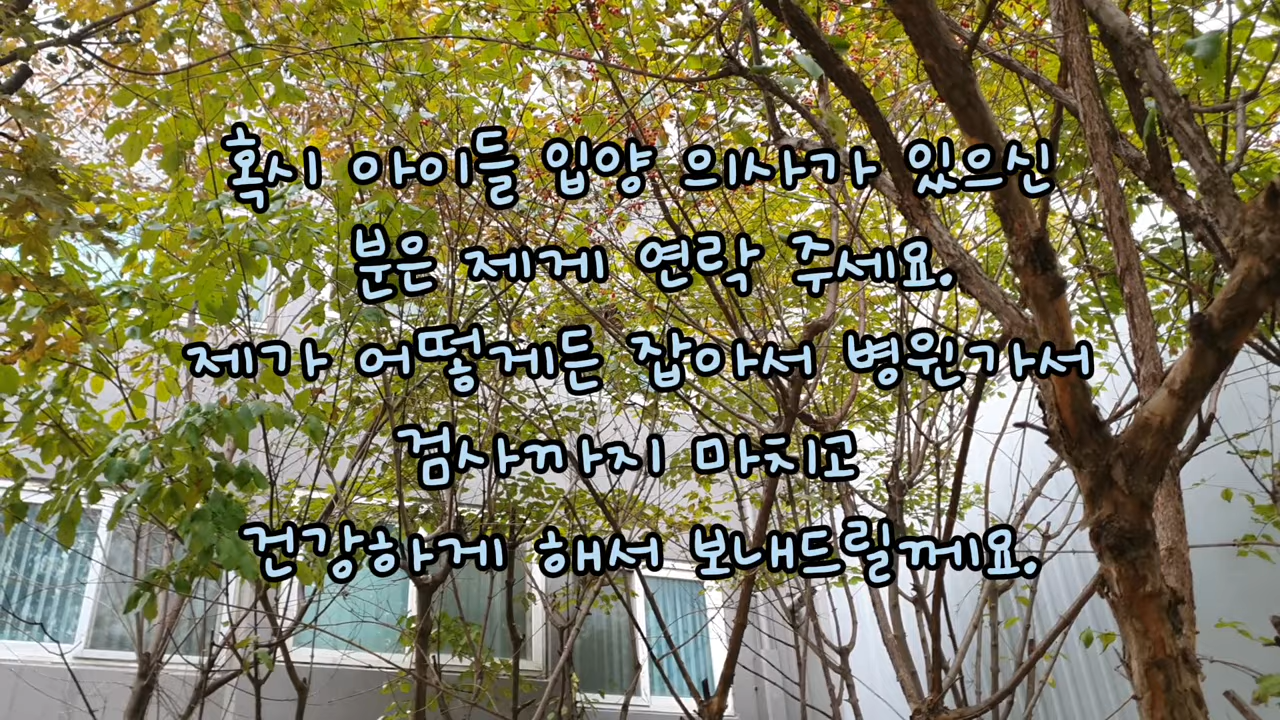 혹시 아이들 입양 의사가 있으신
분은 제게 연락 주세요.
제가 어떻게든 잡아서 병원가서
검사까지 마치고
건강하게 해서 보내드릴께요.